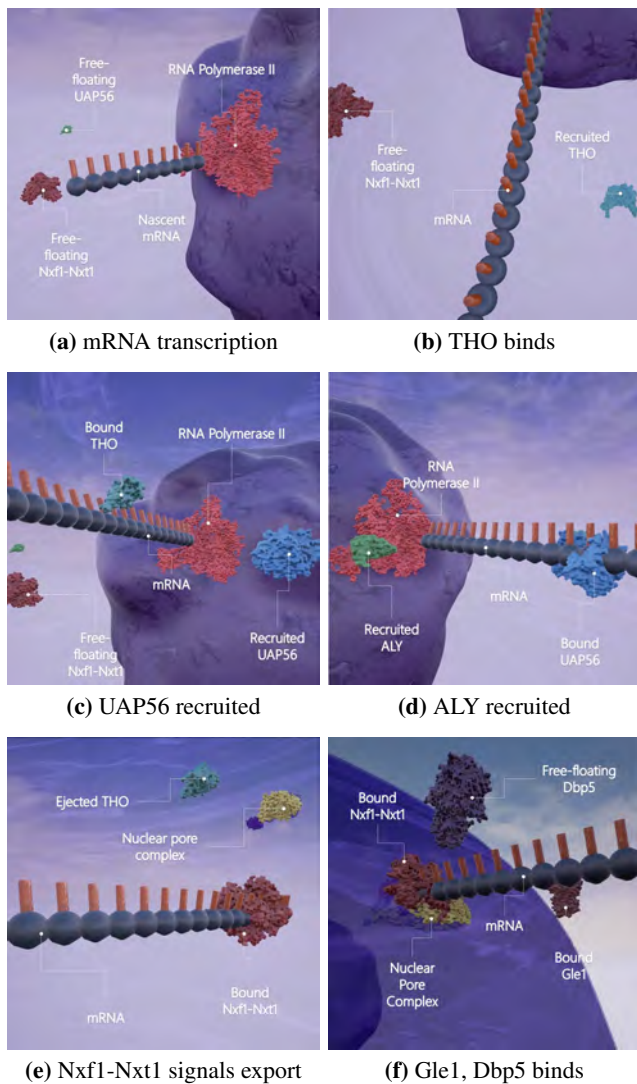 Free-
floating
UAP56
RNA Polymerase II
Free-
floating
Nxf1-Nxt1
Nascent
mRNA
(a) mRNA transcription
Free-
floating
Nxf1-Nxt1
Recruited
THO
mRNA
(b) THO binds
Bound
THO
RNA Polymerase II
mRNA
Free-
floating
Nxf1-Nxt1
Recruited
UAP56
(c) UAP56 recruited
RNA
Polymerase II
mRNA
Recruited
ALY
Bound
UAP56
(d) ALY recruited
Ejected THO
Nuclear pore
complex
mRNA
Bound
Nxf1-Nxt1
(e) Nxf1-Nxt1 signals export
Free-floating
Dbp5
Bound
Nxf1-Nxt1
mRNA
Nuclear
Pore
Complex
Bound
Gle1
(f) Gle1, Dbp5 binds